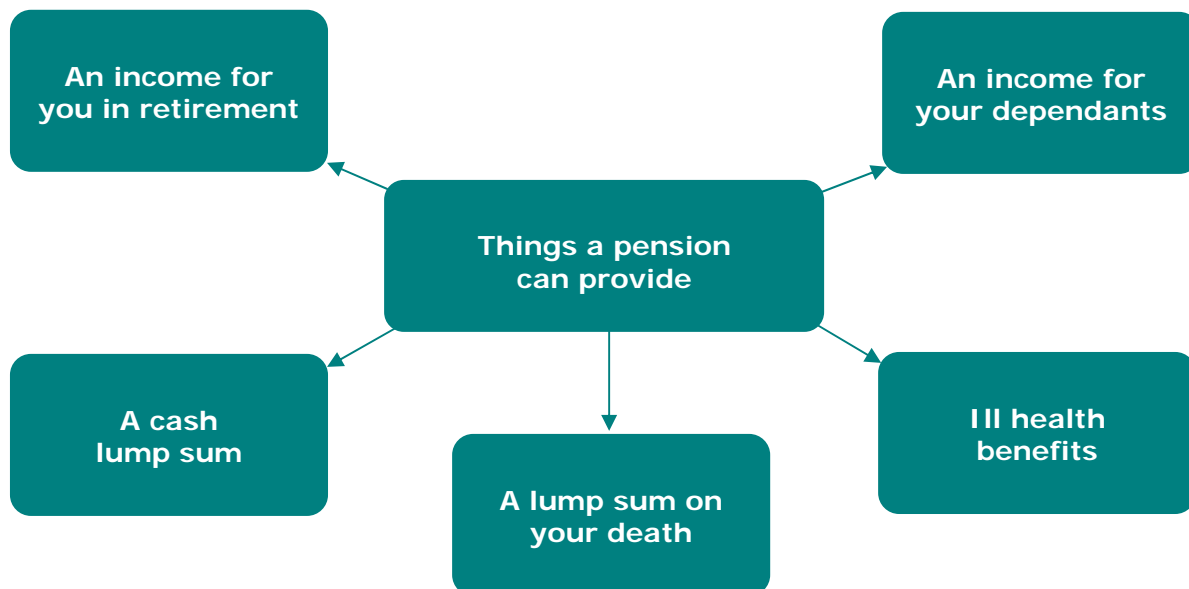 An income for
you in retirement
An income for
your dependants
Things a pension
can provide
A cash
lump sum
A lump sum on
your death
Ill health
benefits